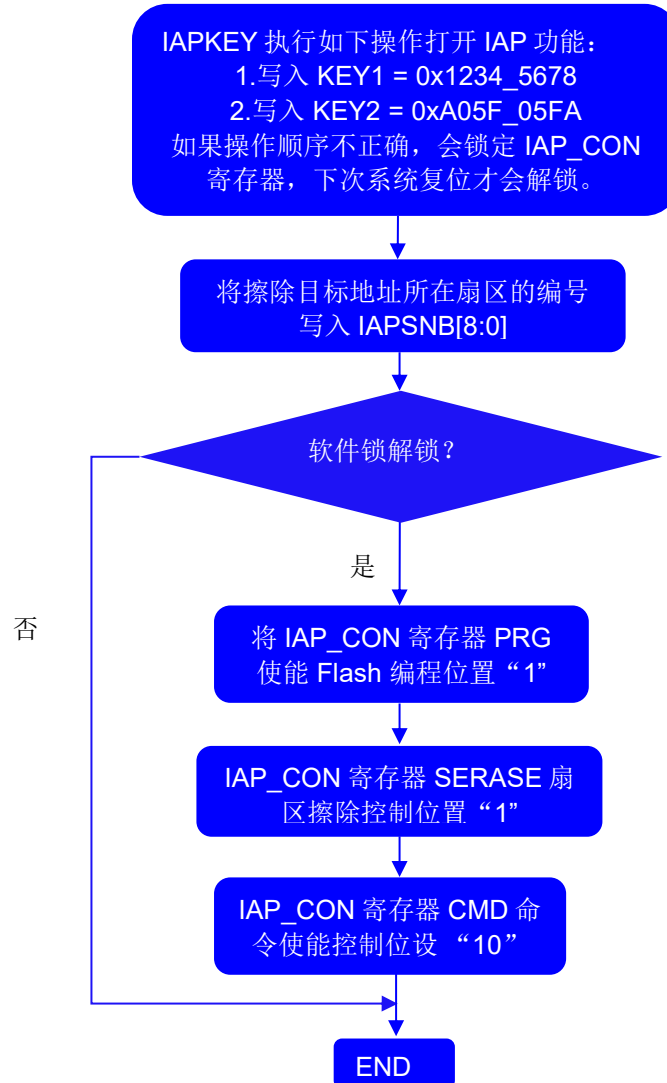 IAPKEY 执行如下操作打开 IAP 功能：
1.写入 KEY1 = 0x1234_5678
2.写入 KEY2 = 0xA05F_05FA
如果操作顺序不正确，会锁定 IAP_CON
寄存器，下次系统复位才会解锁。
将擦除目标地址所在扇区的编号
写入 IAPSNB[8:0]
软件锁解锁？
是
否
将 IAP_CON 寄存器 PRG
使能 Flash 编程位置“1”
IAP_CON 寄存器 SERASE 扇
区擦除控制位置“1”
IAP_CON 寄存器 CMD 命
令使能控制位设 “10”
END